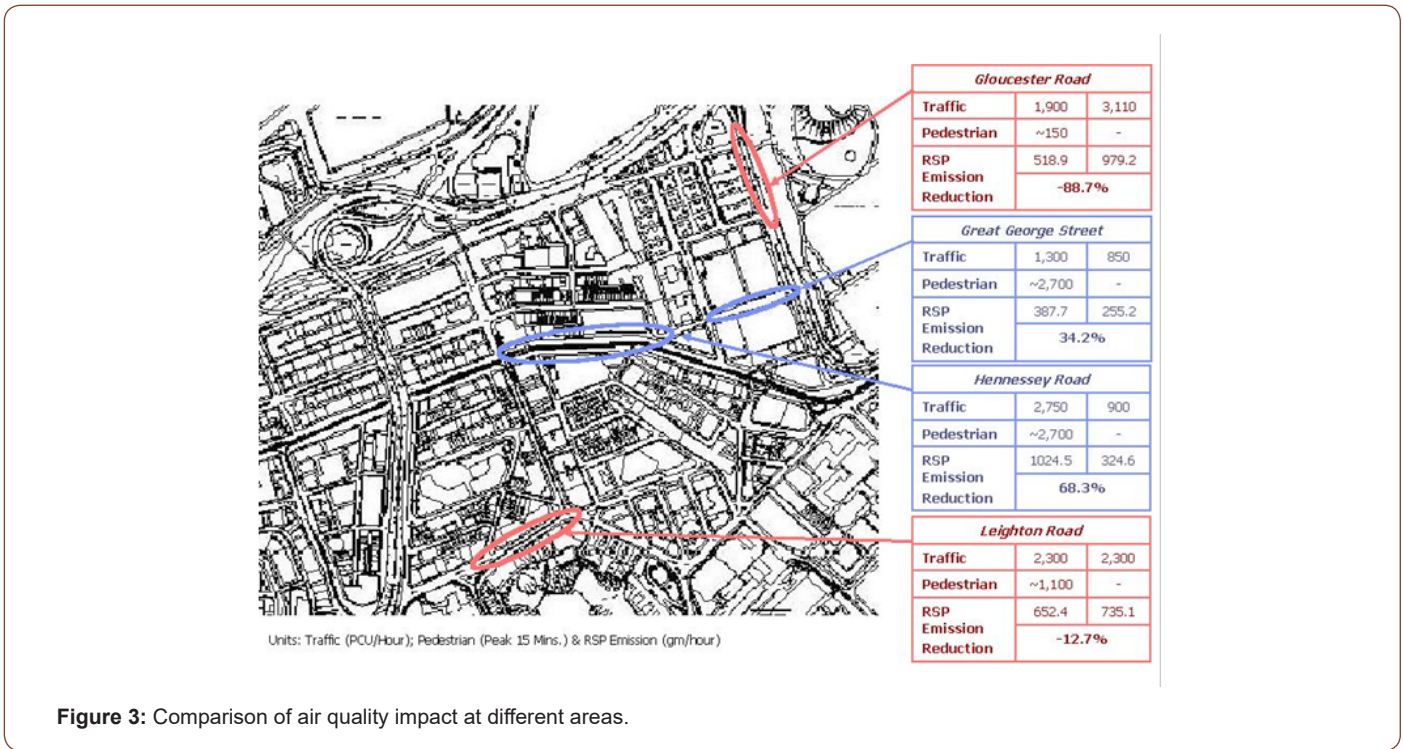 Gloucester Road
Traffic 1,900 3,110
Pedestrian ~150 -
RSP Emission Reduction 518.9 979.2
-88.7%
Great George Street
Traffic 1,300 850
Pedestrian ~2,700 -
RSP Emission Reduction 387.7 255.2
34.2%
Hennessey Road
Traffic 2,750 900
Pedestrian ~2,700 -
RSP Emission Reduction 1024.5 324.6
68.3%
Leighton Road
Traffic 2,300 2,300
Pedestrian ~1,100 -
RSP Emission Reduction 652.4 735.1
-12.7%
Units: Traffic (PCU/Hour); Pedestrian (Peak 15 Mins.) & RSP Emission (gm/hour)
Figure 3: Comparison of air quality impact at different areas.